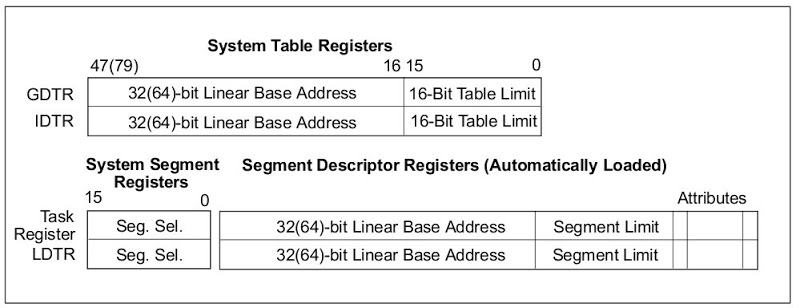 System Table Registers
47(79) 16 15 0
GDTR 32(64)-bit Linear Base Address 16-Bit Table Limit
IDTR 32(64)-bit Linear Base Address 16-Bit Table Limit
System Segment
Registers
Segment Descriptor Registers (Automatically Loaded)
15 0
Attributes
Task
Register
Seg. Sel. 32(64)-bit Linear Base Address Segment Limit
LDTR Seg. Sel. 32(64)-bit Linear Base Address Segment Limit